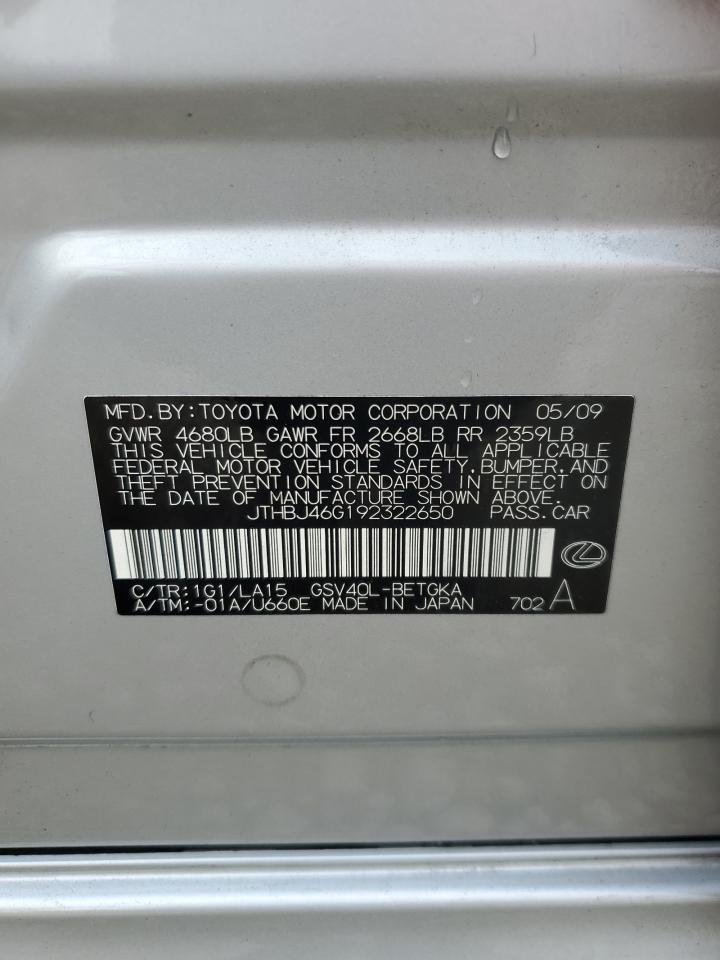 MFD.BY:TOYOTA MOTOR CORPORATION 05/09
GVWR 4680LB GAWR FR 2668LB RR 2359LB
THIS VEHICLE CONFORMS TO ALL APPLICABLE
FEDERAL MOTOR VEHICLE SAFETY,BUMPER,AND
THEFT PREVENTION STANDARDS IN EFFECT ON
THE DATE OF MANUFACTURE SHOWN ABOVE.
JTHBJ46G192322650 PASS.CAR
C/TR:1G1/LA15 GSV40L-BETGKA
A/TM:-01A/U660E MADE IN JAPAN 702 A